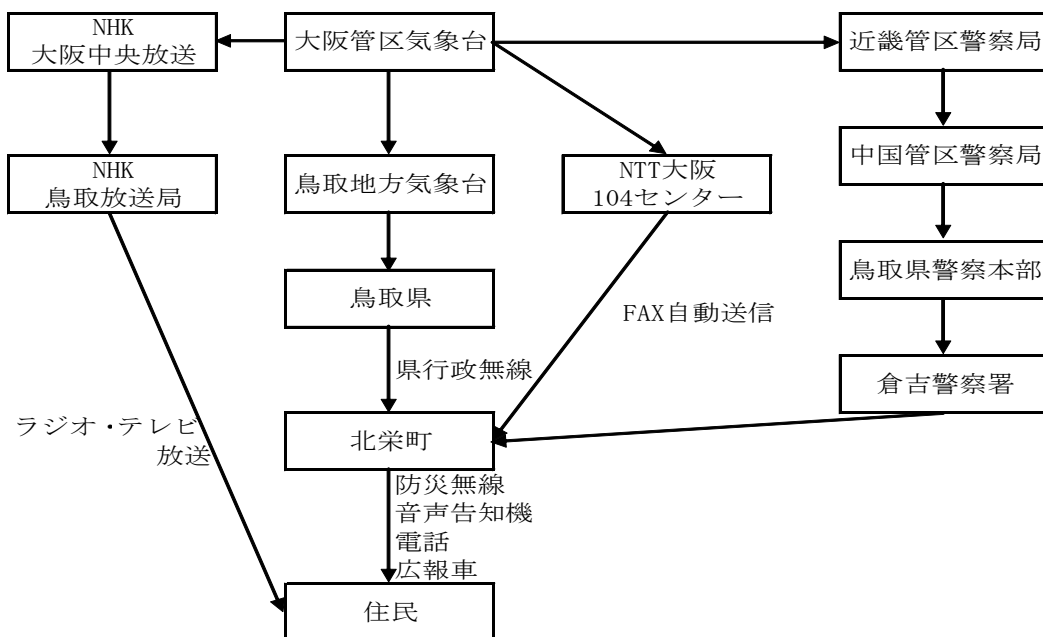 NHK
大阪中央放送
大阪管区気象台
近畿管区警察局
NHK
鳥取放送局
鳥取地方気象台
NTT大阪
104センター
中国管区警察局
鳥取県
FAX自動送信
鳥取県警察本部
県行政無線
倉吉警察署
ラジオ・テレビ
放送
北栄町
防災無線
音声告知機
電話
広報車
住民